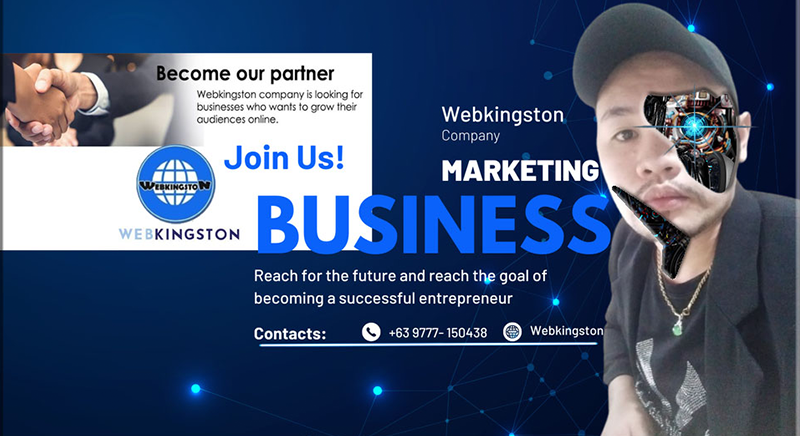 Become our partner
Webkingston company is looking for
businesses who wants to grow their
audiences online.
Join Us!
WEBKINGSTON
WEBKINGSTON
Webkingston
Company
MARKETING
BUSINESS
Reach for the future and reach the goal of
becoming a successful entrepreneur
Contacts:
+63 9777- 150438
Webkingston